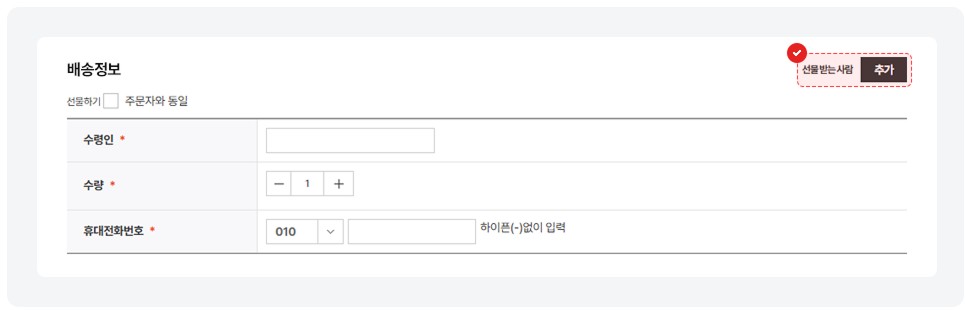 배송정보
선물받는사람 추가
선물하기 주문자와 동일
수령인 *
수량 *
1
휴대전화번호 *
010
하이픈(-)없이 입력